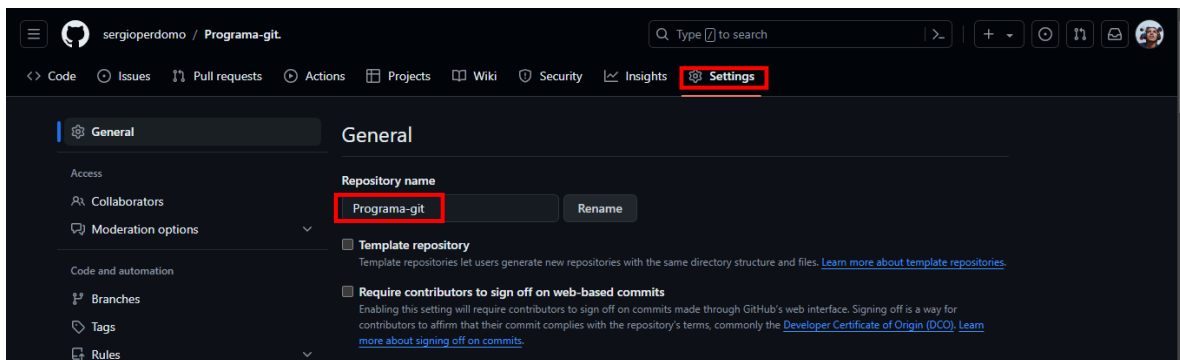 sergioperdomo / Programa-git.
Type / to search
Code Issues Pull requests Actions Projects Wiki Security Insights Settings
General
Access
Collaborators
Moderation options
Code and automation
Branches
Tags
Rules
General
Repository name
Programa-git Rename
Template repository
Template repositories let users generate new repositories with the same directory structure and files. Learn more about template repositories.
Require contributors to sign off on web-based commits
Enabling this setting will require contributors to sign off on commits made through GitHub's web interface. Signing off is a way for
contributors to affirm that their commit complies with the repository's terms, commonly the Developer Certificate of Origin (DCO). Learn
more about signing off on commits.